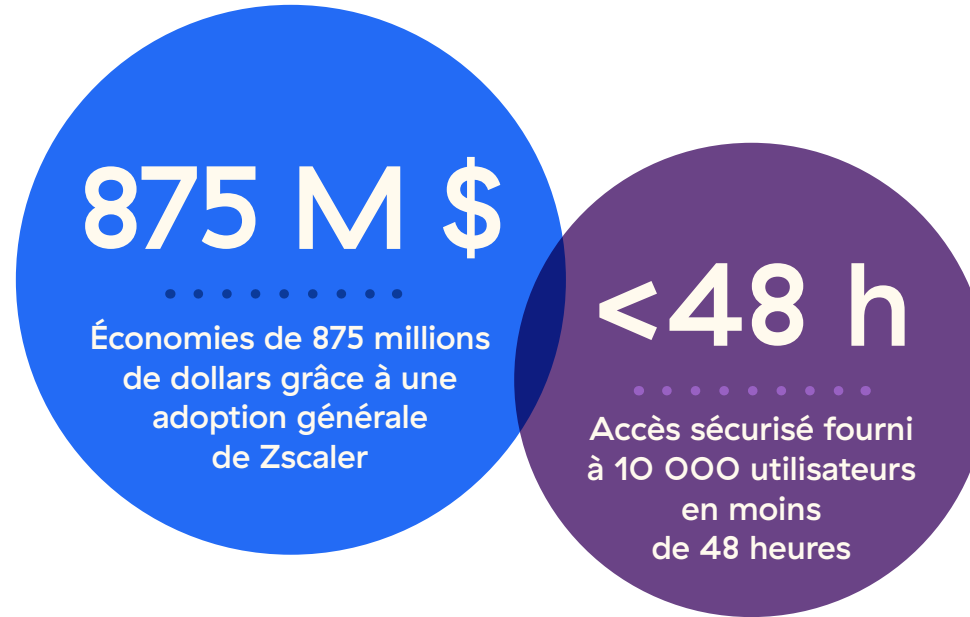 875 M $
Économies de 875 millions
de dollars grâce à une
adoption générale
de Zscaler
<48 h
Accès sécurisé fourni
à 10 000 utilisateurs
en moins
de 48 heures